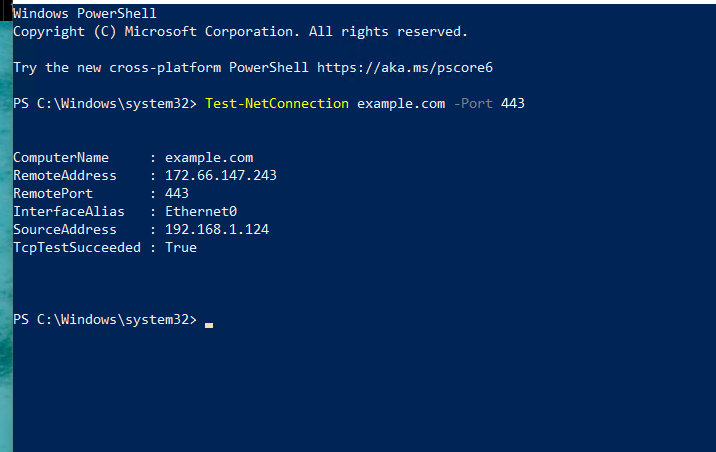 Windows PowerShell
Copyright (C) Microsoft Corporation. All rights reserved.
Try the new cross-platform PowerShell https://aka.ms/pscore6
PS C:\Windows\system32> Test-NetConnection example.com -Port 443
ComputerName     : example.com
RemoteAddress    : 172.66.147.243
RemotePort       : 443
InterfaceAlias   : Ethernet0
SourceAddress    : 192.168.1.124
TcpTestSucceeded : True
PS C:\Windows\system32>